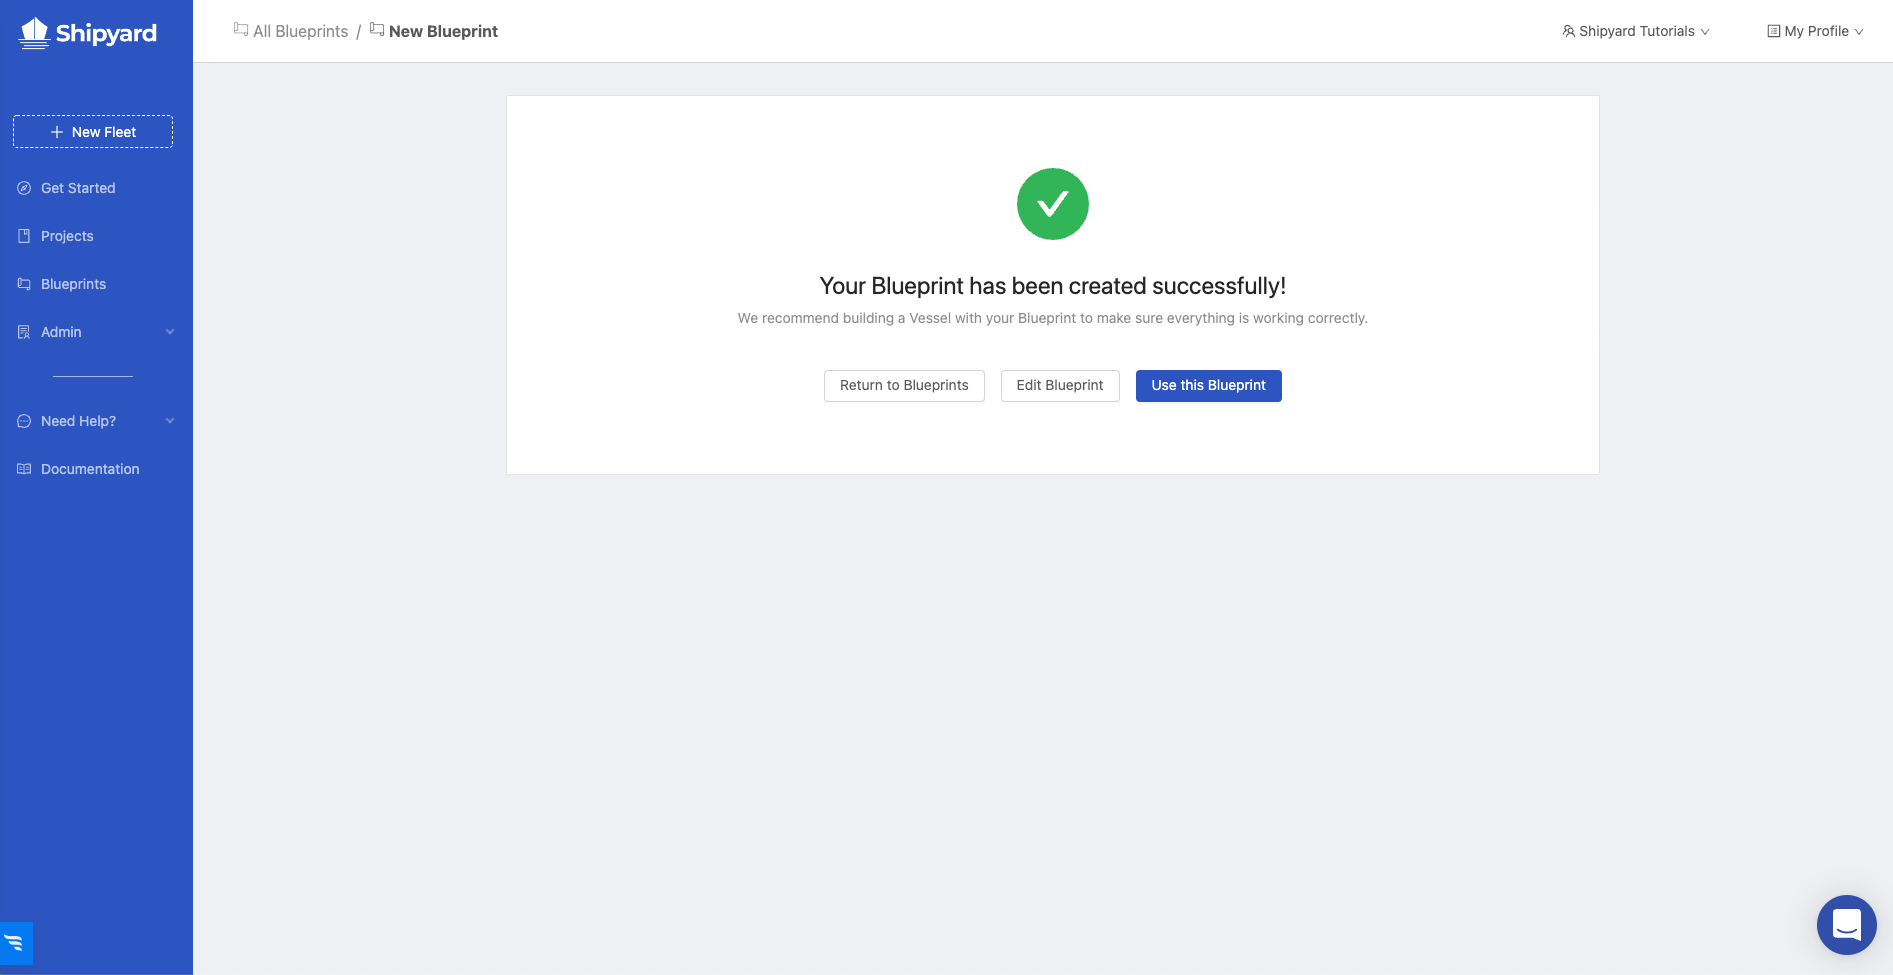 Shipyard
All Blueprints / New Blueprint
Shipyard Tutorials
My Profile
New Fleet
Get Started
Projects
Blueprints
Admin
Need Help?
Documentation
Your Blueprint has been created successfully!
We recommend building a Vessel with your Blueprint to make sure everything is working correctly.
Return to Blueprints
Edit Blueprint
Use this Blueprint